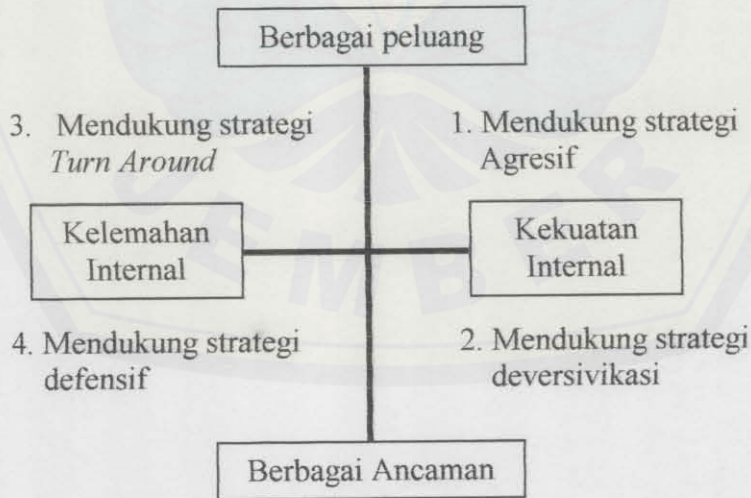 Berbagai peluang
3. Mendukung strategi
Turn Around
1. Mendukung strategi
Agresif
Kelemahan
Internal
Kekuatan
Internal
4. Mendukung strategi
defensif
2. Mendukung strategi
deversivikasi
Berbagai Ancaman
JEMBER